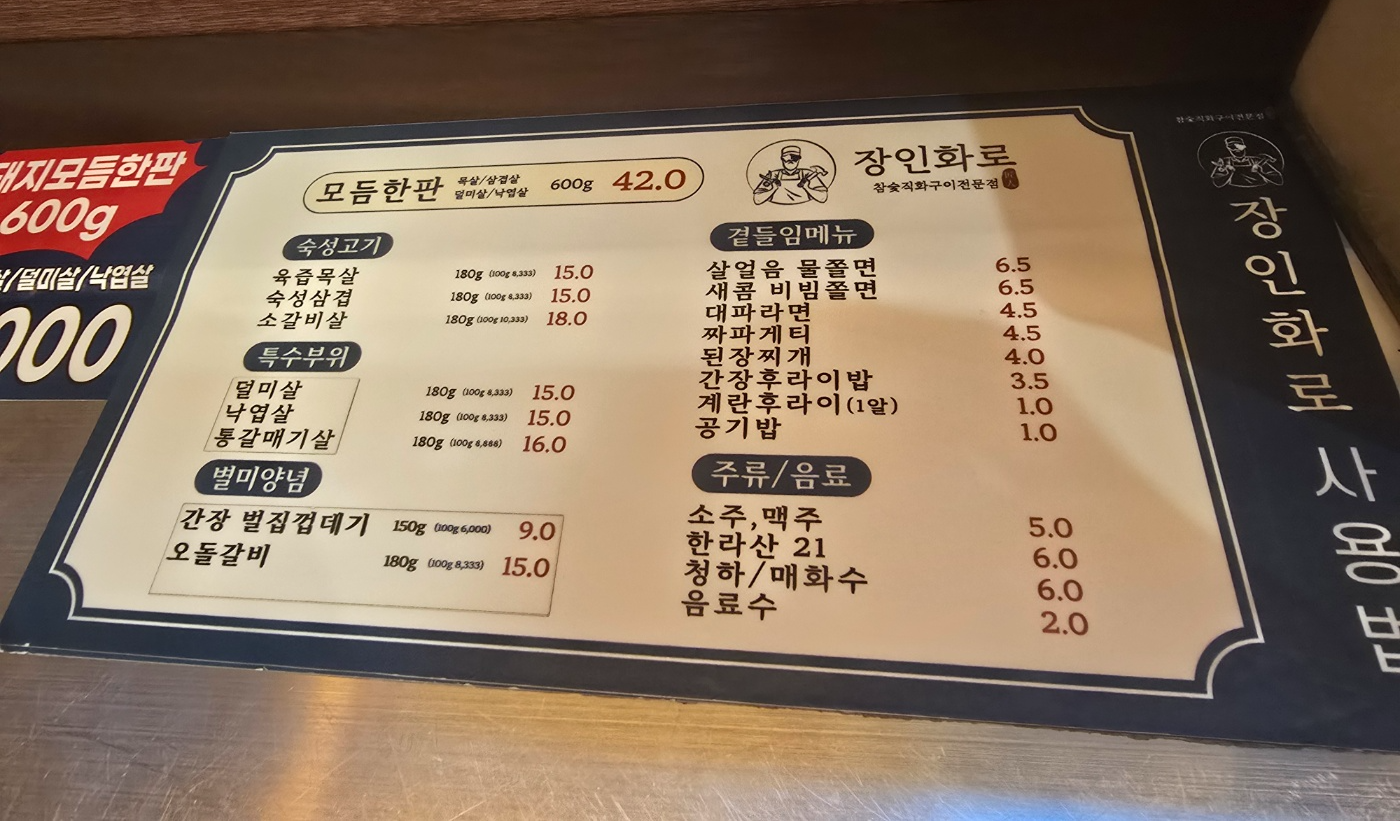 돼지모듬한판
600g
/덜미살/낙엽살
000
모듬한판 목살/삼겹살 덜미살/낙엽살 600g 42.0
장인화로
참숯직화구이전문점
숙성고기
육즙목살 180g (100g 8,333) 15.0
숙성삼겹 180g (100g 8,333) 15.0
소갈비살 180g (100g 10,333) 18.0
특수부위
덜미살 180g (100g 8,333) 15.0
낙엽살 180g (100g 8,333) 15.0
통갈매기살 180g (100g 8,888) 16.0
별미양념
간장 벌집껍데기 150g (100g 6,000) 9.0
오돌갈비 180g (100g 8,333) 15.0
곁들임메뉴
살얼음 물쫄면 6.5
새콤 비빔쫄면 6.5
대파라면 4.5
짜파게티 4.5
된장찌개 4.0
간장후라이밥 3.5
계란후라이(1알) 1.0
공기밥 1.0
주류/음료
소주,맥주 5.0
한라산 21 6.0
청하/매화수 6.0
음료수 2.0
참숯직화구이전문점
장인화로 사용법